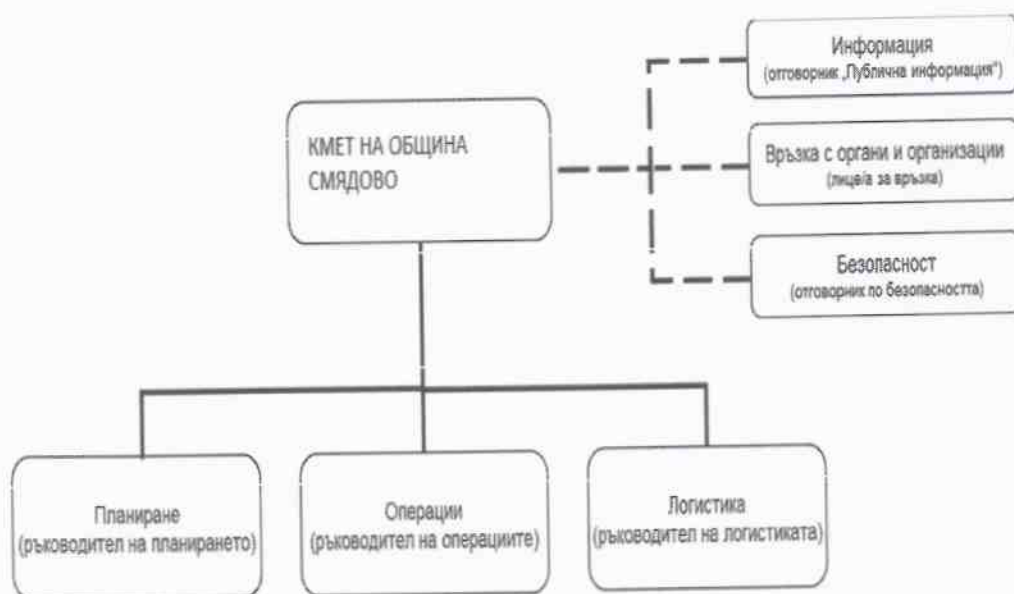 Информация
(отговорник „Публична информация")
КМЕТ НА ОБЩИНА
СМЯДОВО
Връзка с органи и организации
(лице/а за връзка)
Безопасност
(отговорник по безопасността)
Планиране
(ръководител на планирането)
Операции
(ръководител на операциите)
Логистика
(ръководител на логистиката)